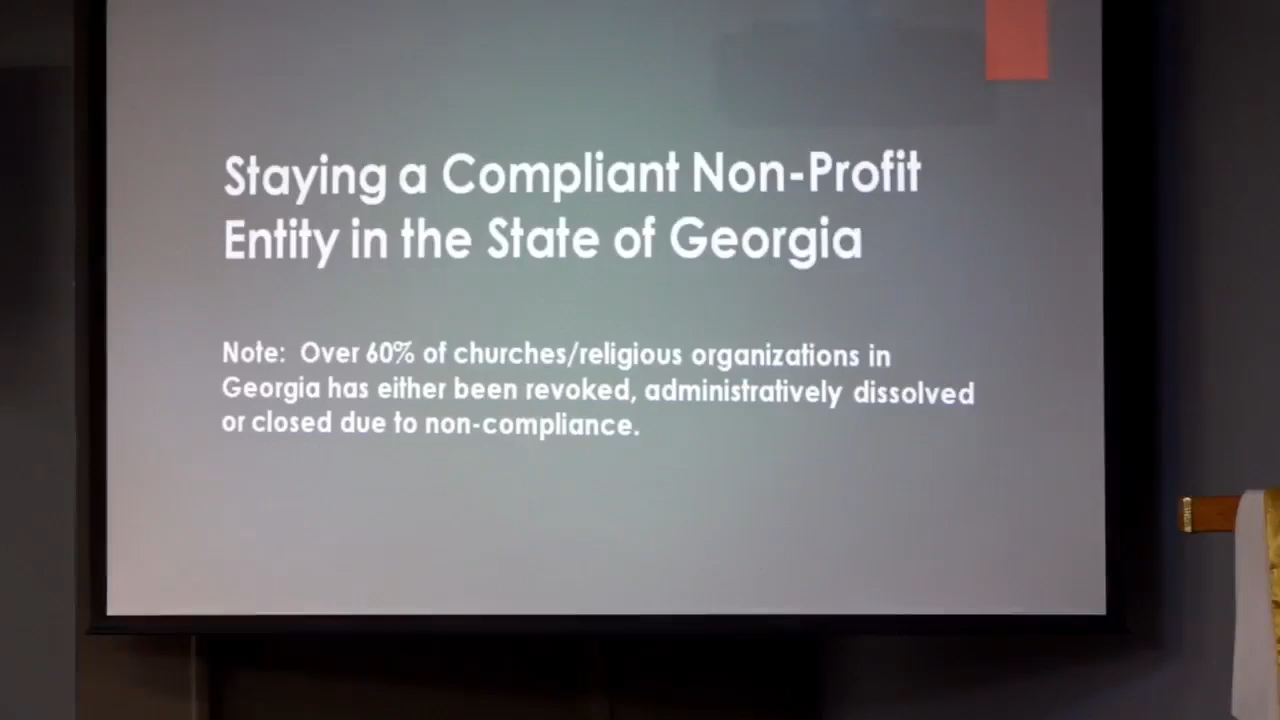 Staying a Compliant Non-Profit
Entity in the State of Georgia
Note: Over 60% of churches/religious organizations in
Georgia has either been revoked, administratively dissolved
or closed due to non-compliance.